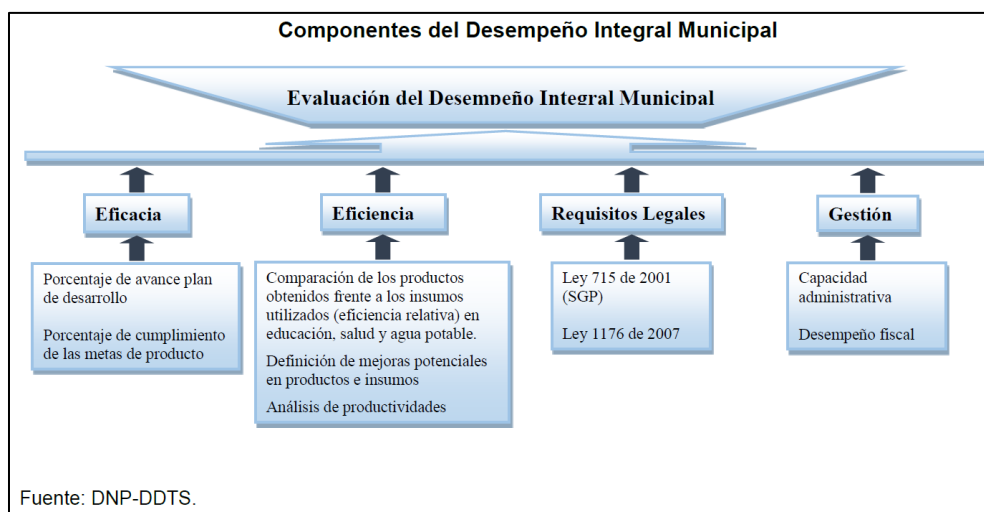 Componentes del Desempeño Integral Municipal
Evaluación del Desempeño Integral Municipal
Eficacia
Eficiencia
Requisitos Legales
Gestión
Porcentaje de avance plan
de desarrollo
Porcentaje de cumplimiento
de las metas de producto
Comparación de los productos
obtenidos frente a los insumos
utilizados (eficiencia relativa) en
educación, salud y agua potable.
Definición de mejoras potenciales
en productos e insumos
Análisis de productividades
Ley 715 de 2001
(SGP)
Ley 1176 de 2007
Capacidad
administrativa
Desempeño fiscal
Fuente: DNP-DDTS.